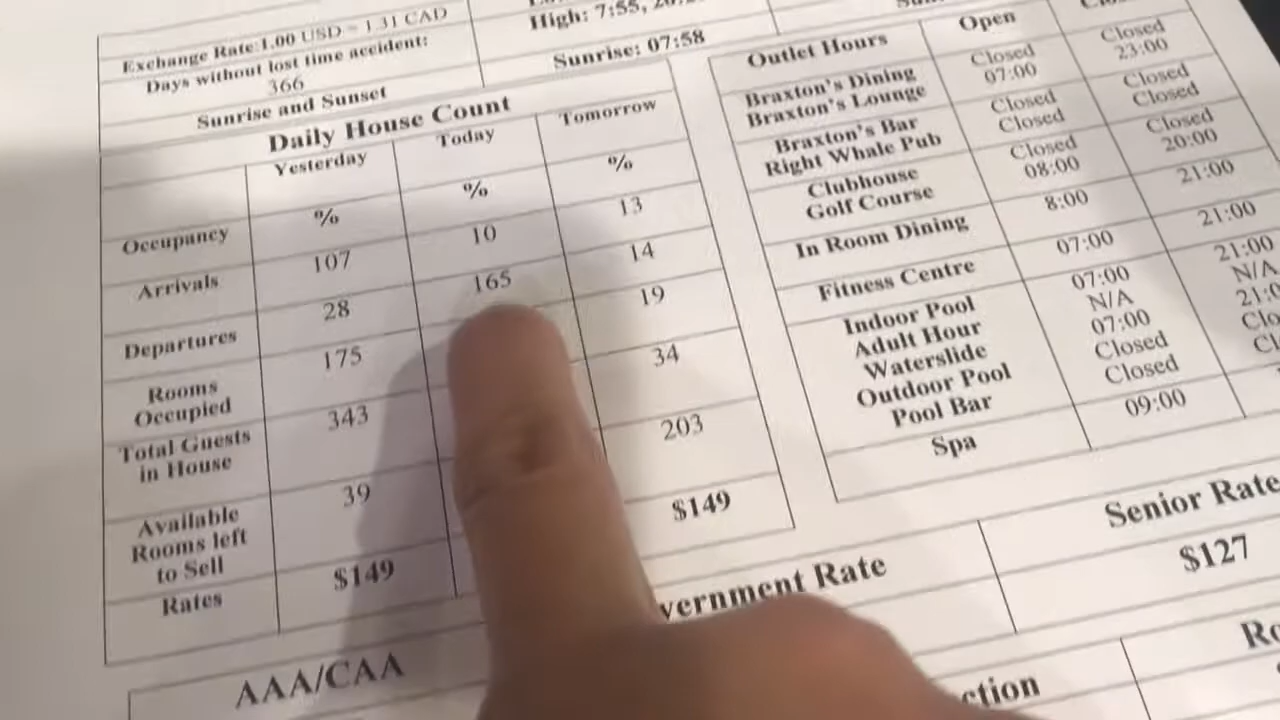 Exchange Rate 1.00 USD = 1.31 CAD
Days without lost time accident:
366
High: 7:55,
Sunrise: 07:58
Sunrise and Sunset
Daily House Count
Yesterday Today Tomorrow
% % %
Occupancy 107 10 13
Arrivals 28 165 14
Departures 175 19
Rooms
Occupied 343 34
Total Guests
in House 39 203
Available
Rooms left
to Sell
Rates $149 $149
Outlet Hours Open
Braxton's Dining Closed Closed
Braxton's Lounge 07:00 23:00
Braxton's Bar Closed Closed
Right Whale Pub Closed Closed
Clubhouse Closed Closed
Golf Course 08:00 20:00
In Room Dining 8:00 21:00
Fitness Centre 07:00 21:00
Indoor Pool 07:00 21:00
Adult Hour N/A N/A
Waterslide 07:00
Outdoor Pool Closed
Pool Bar Closed
Spa 09:00
AAA/CAA
vernment Rate
Senior Rate
$127
ction